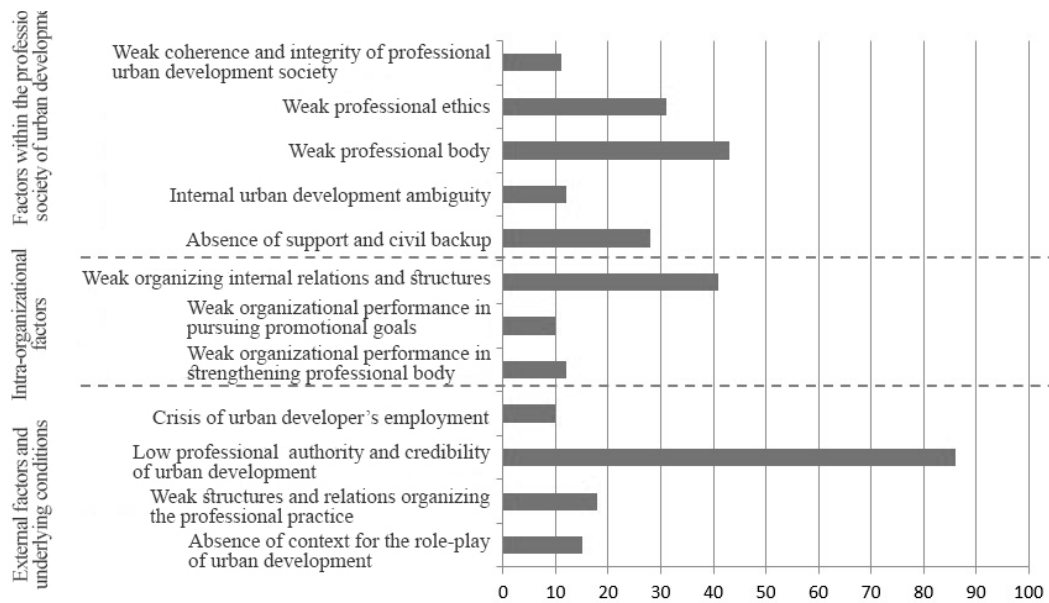 Factors within the professio
society of urban developme
Weak coherence and integrity of professional
urban development society
Weak professional ethics
Weak professional body
Internal urban development ambiguity
Absence of support and civil backup
Intra-organizational
factors
Weak organizing internal relations and structures
Weak organizational performance in
pursuing promotional goals
Weak organizational performance in
strengthening professional body
External factors and
underlying conditions
Crisis of urban developer’s employment
Low professional authority and credibility
of urban development
Weak structures and relations organizing
the professional practice
Absence of context for the role-play
of urban development
0 10 20 30 40 50 60 70 80 90 100